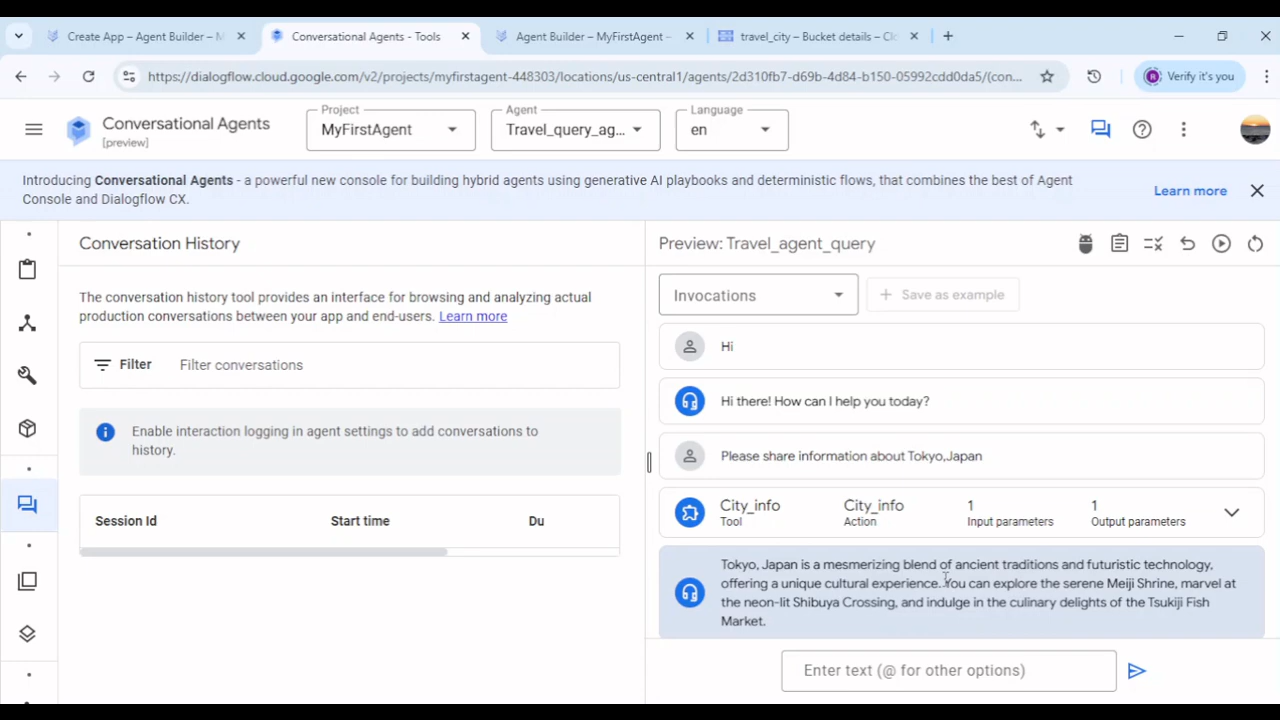 Create App – Agent Builder – M
Conversational Agents - Tools
Agent Builder – MyFirstAgent –
travel_city – Bucket details – Clo
https://dialogflow.cloud.google.com/v2/projects/myfirstagent-448303/locations/us-central1/agents/2d310fb7-d69b-4d84-b150-05992cdd0da5/(con...
Verify it's you
Conversational Agents
[preview]
Project
MyFirstAgent
Agent
Travel_query_ag...
Language
en
Introducing Conversational Agents - a powerful new console for building hybrid agents using generative AI playbooks and deterministic flows, that combines the best of Agent
Console and Dialogflow CX.
Learn more
Conversation History
The conversation history tool provides an interface for browsing and analyzing actual
production conversations between your app and end-users. Learn more
Filter
Filter conversations
Enable interaction logging in agent settings to add conversations to
history.
Session Id
Start time
Du
Preview: Travel_agent_query
Invocations
+ Save as example
Hi
Hi there! How can I help you today?
Please share information about Tokyo,Japan
City_info
Tool
City_info
Action
1
Input parameters
1
Output parameters
Tokyo, Japan is a mesmerizing blend of ancient traditions and futuristic technology,
offering a unique cultural experience. You can explore the serene Meiji Shrine, marvel at
the neon-lit Shibuya Crossing, and indulge in the culinary delights of the Tsukiji Fish
Market.
Enter text (@ for other options)